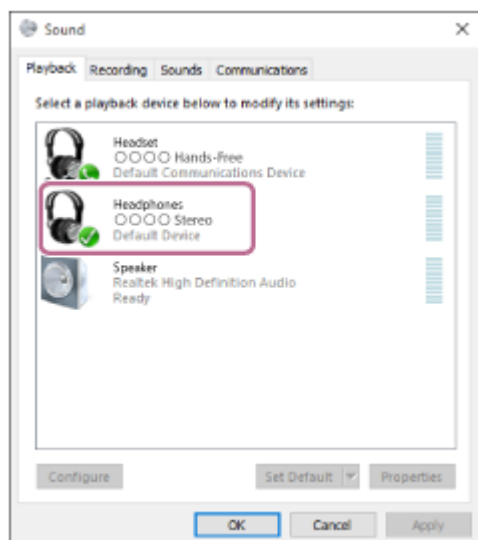 Sound
Playback Recording Sounds Communications
Select a playback device below to modify its settings:
Headset
○○○○ Hands-Free
Default Communications Device
Headphones
○○○○ Stereo
Default Device
Speaker
Realtek High Definition Audio
Ready
Configure Set Default Properties
OK Cancel Apply